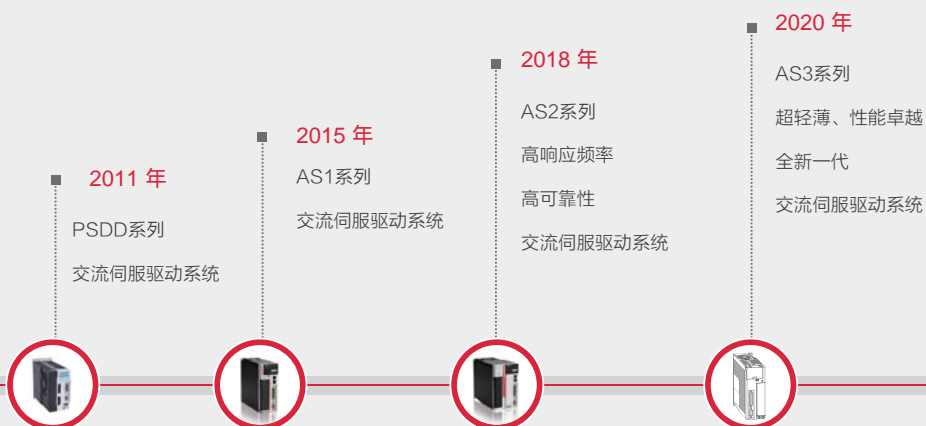 2011 年
PSDD系列
交流伺服驱动系统
2015 年
AS1系列
交流伺服驱动系统
2018 年
AS2系列
高响应频率
高可靠性
交流伺服驱动系统
2020 年
AS3系列
超轻薄、性能卓越
全新一代
交流伺服驱动系统